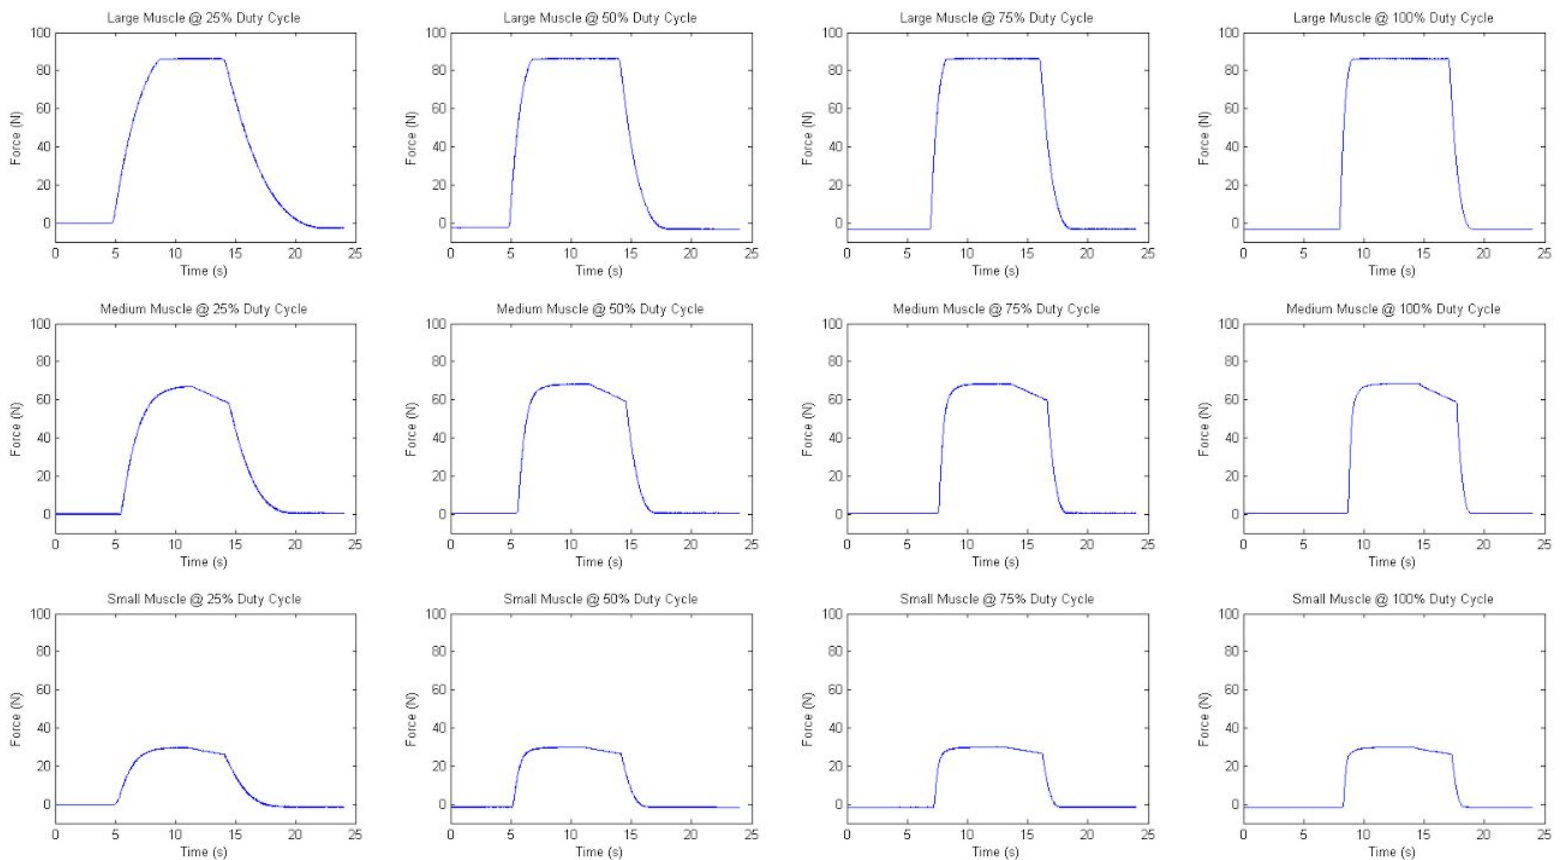 Large Muscle @ 25% Duty Cycle
100
80
60
40
20
0
Force (N)
0 5 10 15 20 25
Time (s)
Large Muscle @ 50% Duty Cycle
100
80
60
40
20
0
Force (N)
0 5 10 15 20 25
Time (s)
Large Muscle @ 75% Duty Cycle
100
80
60
40
20
0
Force (N)
0 5 10 15 20 25
Time (s)
Large Muscle @ 100% Duty Cycle
100
80
60
40
20
0
Force (N)
0 5 10 15 20 25
Time (s)
Medium Muscle @ 25% Duty Cycle
100
80
60
40
20
0
Force (N)
0 5 10 15 20 25
Time (s)
Medium Muscle @ 50% Duty Cycle
100
80
60
40
20
0
Force (N)
0 5 10 15 20 25
Time (s)
Medium Muscle @ 75% Duty Cycle
100
80
60
40
20
0
Force (N)
0 5 10 15 20 25
Time (s)
Medium Muscle @ 100% Duty Cycle
100
80
60
40
20
0
Force (N)
0 5 10 15 20 25
Time (s)
Small Muscle @ 25% Duty Cycle
100
80
60
40
20
0
Force (N)
0 5 10 15 20 25
Time (s)
Small Muscle @ 50% Duty Cycle
100
80
60
40
20
0
Force (N)
0 5 10 15 20 25
Time (s)
Small Muscle @ 75% Duty Cycle
100
80
60
40
20
0
Force (N)
0 5 10 15 20 25
Time (s)
Small Muscle @ 100% Duty Cycle
100
80
60
40
20
0
Force (N)
0 5 10 15 20 25
Time (s)